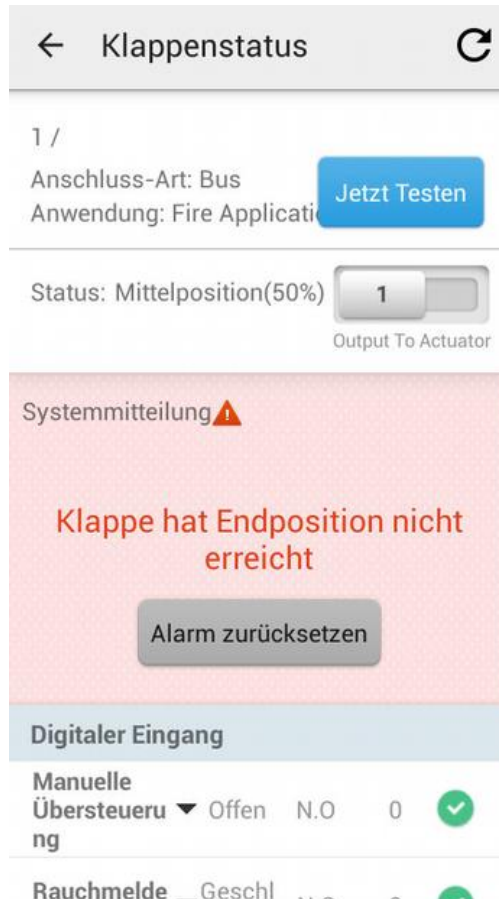 Klappenstatus
1 /
Anschluss-Art: Bus
Jetzt Testen
Anwendung: Fire Applicati
Status: Mittelposition(50%)
1
Output To Actuator
Systemmitteilung
Klappe hat Endposition nicht
erreicht
Alarm zurücksetzen
Digitaler Eingang
Manuelle
Übersteueru Offen N.O 0
ng
Rauchmelde Geschl
N.O 0